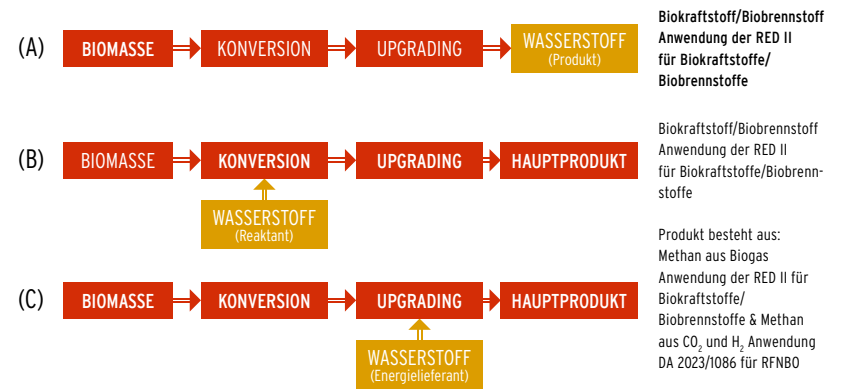 (A) BIOMASSE KONVERSION UPGRADING WASSERSTOFF
(Produkt)
Biokraftstoff/Biobrennstoff
Anwendung der RED II
für Biokraftstoffe/
Biobrennstoffe
(B) BIOMASSE KONVERSION UPGRADING HAUPTPRODUKT
WASSERSTOFF
(Reaktant)
Biokraftstoff/Biobrennstoff
Anwendung der RED II
für Biokraftstoffe/Biobrenn-
stoffe
(C) BIOMASSE KONVERSION UPGRADING HAUPTPRODUKT
WASSERSTOFF
(Energielieferant)
Produkt besteht aus:
Methan aus Biogas
Anwendung der RED II für
Biokraftstoffe/
Biobrennstoffe & Methan
aus CO₂ und H₂ Anwendung
DA 2023/1086 für RFNBO